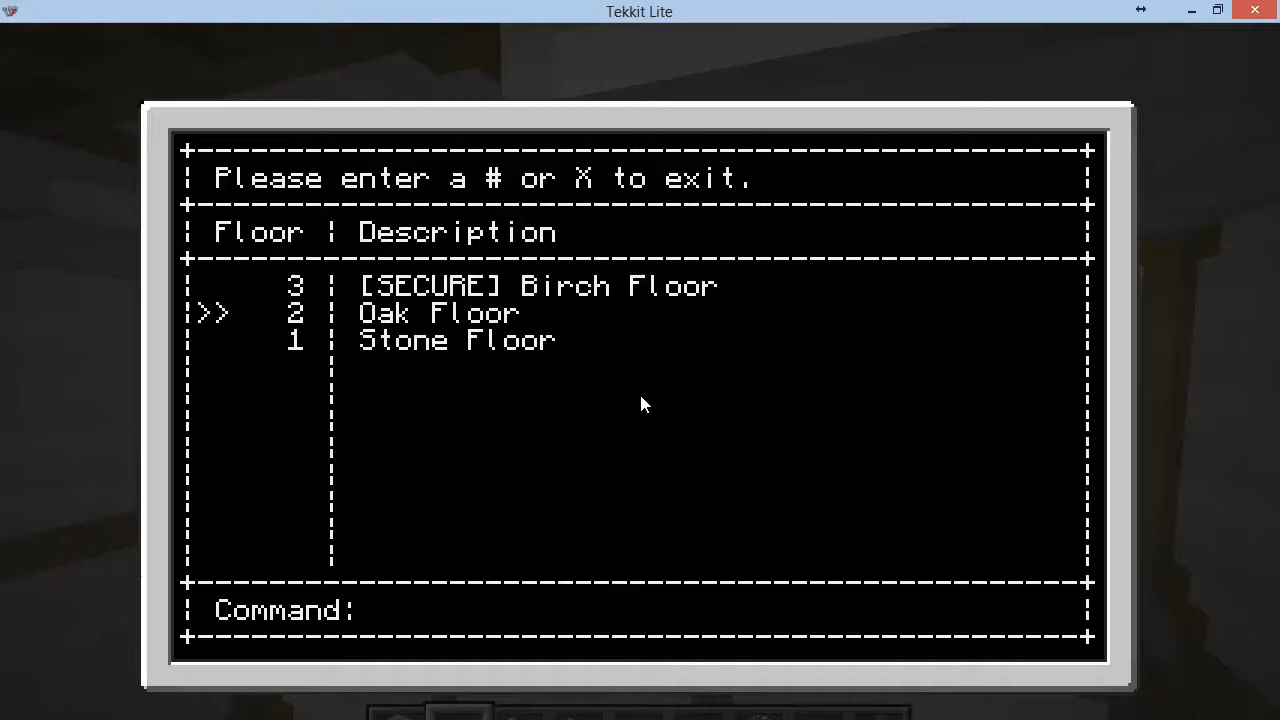 Tekkit Lite
Please enter a # or X to exit.
Floor | Description
3 | [SECURE] Birch Floor
>> 2 | Oak Floor
1 | Stone Floor
Command: